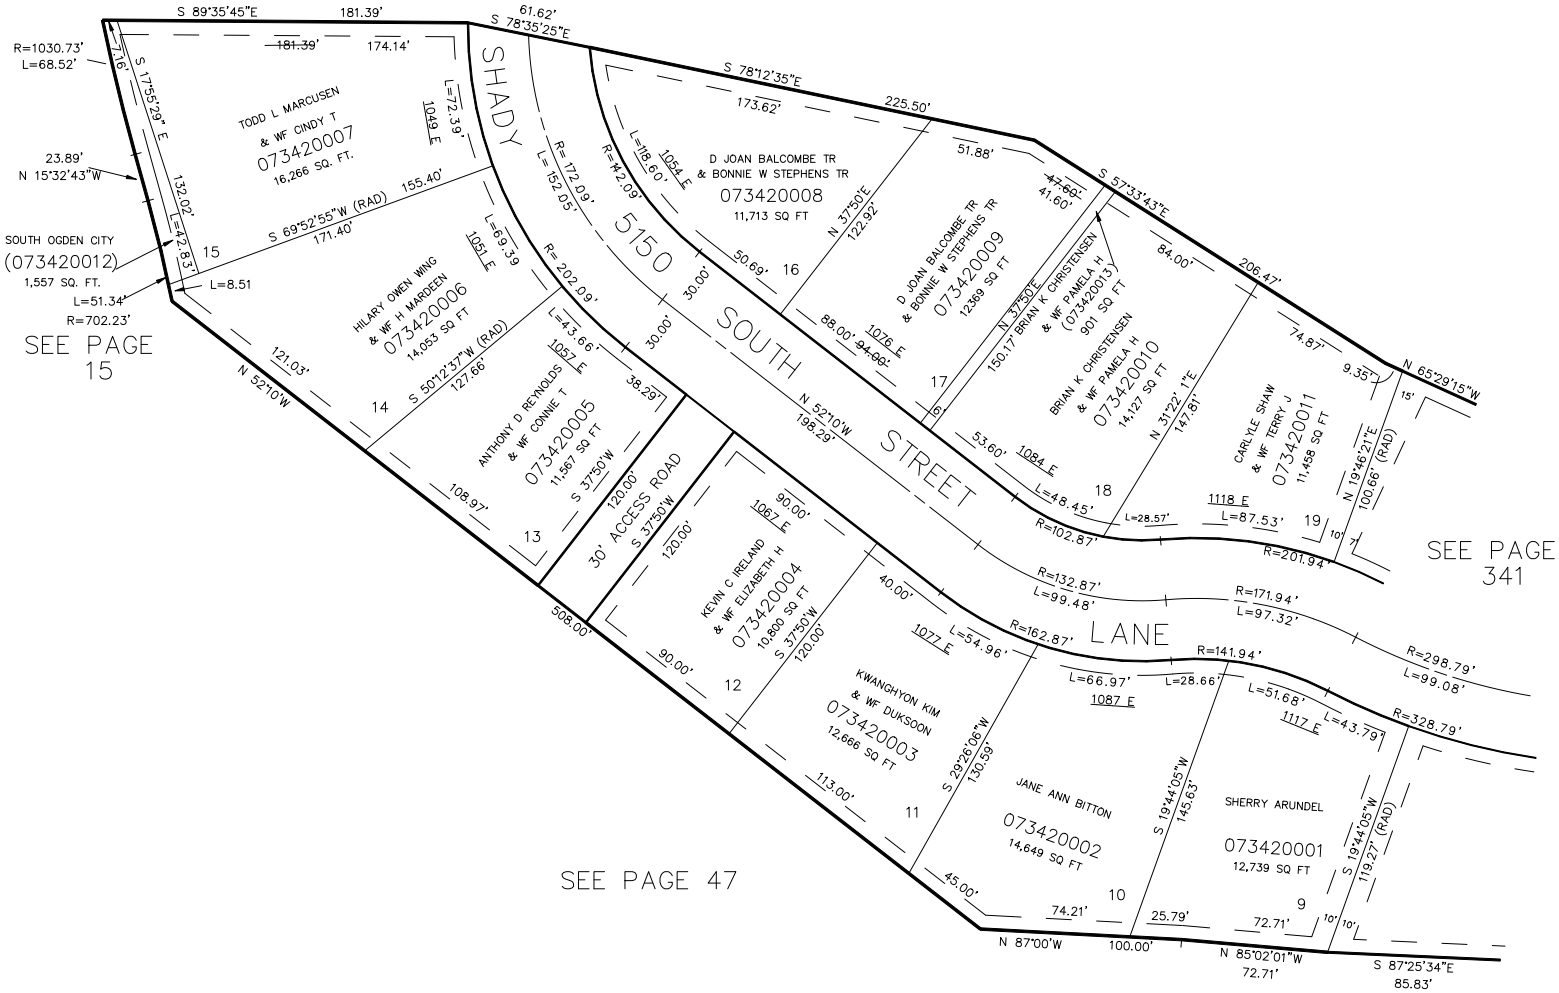 S 89°35'45"E 181.39'
61.62'
S 78°35'25"E
R=1030.73'
L=68.52'
7.16'
S 17°55'29" E
132.02'
181.39' 174.14'
TODD L MARCUSEN
& WF CINDY T
073420007
16,266 SQ. FT.
1049 E
L=72.39'
SHADY
23.89'
N 15°32'43"W
L=42.83'
15
S 69°52'55"W (RAD) 155.40'
171.40'
SOUTH OGDEN CITY
(073420012)
1,557 SQ. FT.
L=51.34'
R=702.23'
L=8.51
SEE PAGE
15
HILARY OWEN WING
& WF H MARDEEN
073420006
14,053 SQ FT
1051 E
L=69.39
R= 202.09'
R= 172.09'
L= 152.05'
R=142.09'
L=118.60'
1054 E
S 78°12'35"E
173.62'
225.50'
D JOAN BALCOMBE TR
& BONNIE W STEPHENS TR
073420008
11,713 SQ FT
16
50.69'
N 37°50'E
122.92'
51.88'
47.60'
41.60'
S 57°33'43"E
D JOAN BALCOMBE TR
& BONNIE W STEPHENS TR
073420009
12369 SQ FT
1076 E
88.00' 94.00'
17
6'
N 37°50'E
150.17'
BRIAN K CHRISTENSEN
& WF PAMELA H
(073420013)
901 SQ FT
BRIAN K CHRISTENSEN
& WF PAMELA H
073420010
14,127 SQ FT
84.00'
206.47'
N 31°22' 1"E
147.81'
53.60'
1084 E
L=48.45'
18
74.87'
9.35'
N 65°29'15"W
15'
CARLYLE SHAW
& WF TERRY J
073420011
11,458 SQ FT
N 19°46'21"E
100.66' (RAD)
1118 E
L=28.57'
L=87.53'
19
10' 7'
R=102.87'
R=201.94'
SEE PAGE
341
5150
SOUTH
STREET
LANE
30.00'
30.00'
N 52°10'W
198.29'
121.03'
N 52°10'W
14
S 50°12'37"W (RAD)
127.66'
L=43.66'
1057 E
38.29'
ANTHONY D REYNOLDS
& WF CONNIE T
073420005
11,567 SQ FT
S 37°50'W
120.00'
108.97'
13
30' ACCESS ROAD
S 37°50'W
120.00'
508.00'
90.00'
1067 E
KEVIN C IRELAND
& WF ELIZABETH H
073420004
10,800 SQ FT
S 37°50'W
120.00'
90.00'
12
40.00'
1077 E
L=54.96'
R=162.87'
R=132.87'
L=99.48'
R=171.94'
L=97.32'
R=298.79'
L=99.08'
KWANGHYON KIM
& WF DUKSOON
073420003
12,666 SQ FT
113.00'
11
S 29°26'06"W
130.59'
L=66.97'
1087 E
L=28.66'
R=141.94'
L=51.68'
1117 E
L=43.79'
R=328.79'
JANE ANN BITTON
073420002
14,649 SQ FT
S 19°44'05"W
145.63'
SHERRY ARUNDEL
073420001
12,739 SQ FT
S 19°44'05"W
119.27' (RAD)
SEE PAGE 47
45.00'
74.21'
10
25.79'
72.71'
9
10' 10'
N 87°00'W 100.00'
N 85°02'01"W
72.71'
S 87°25'34"E
85.83'